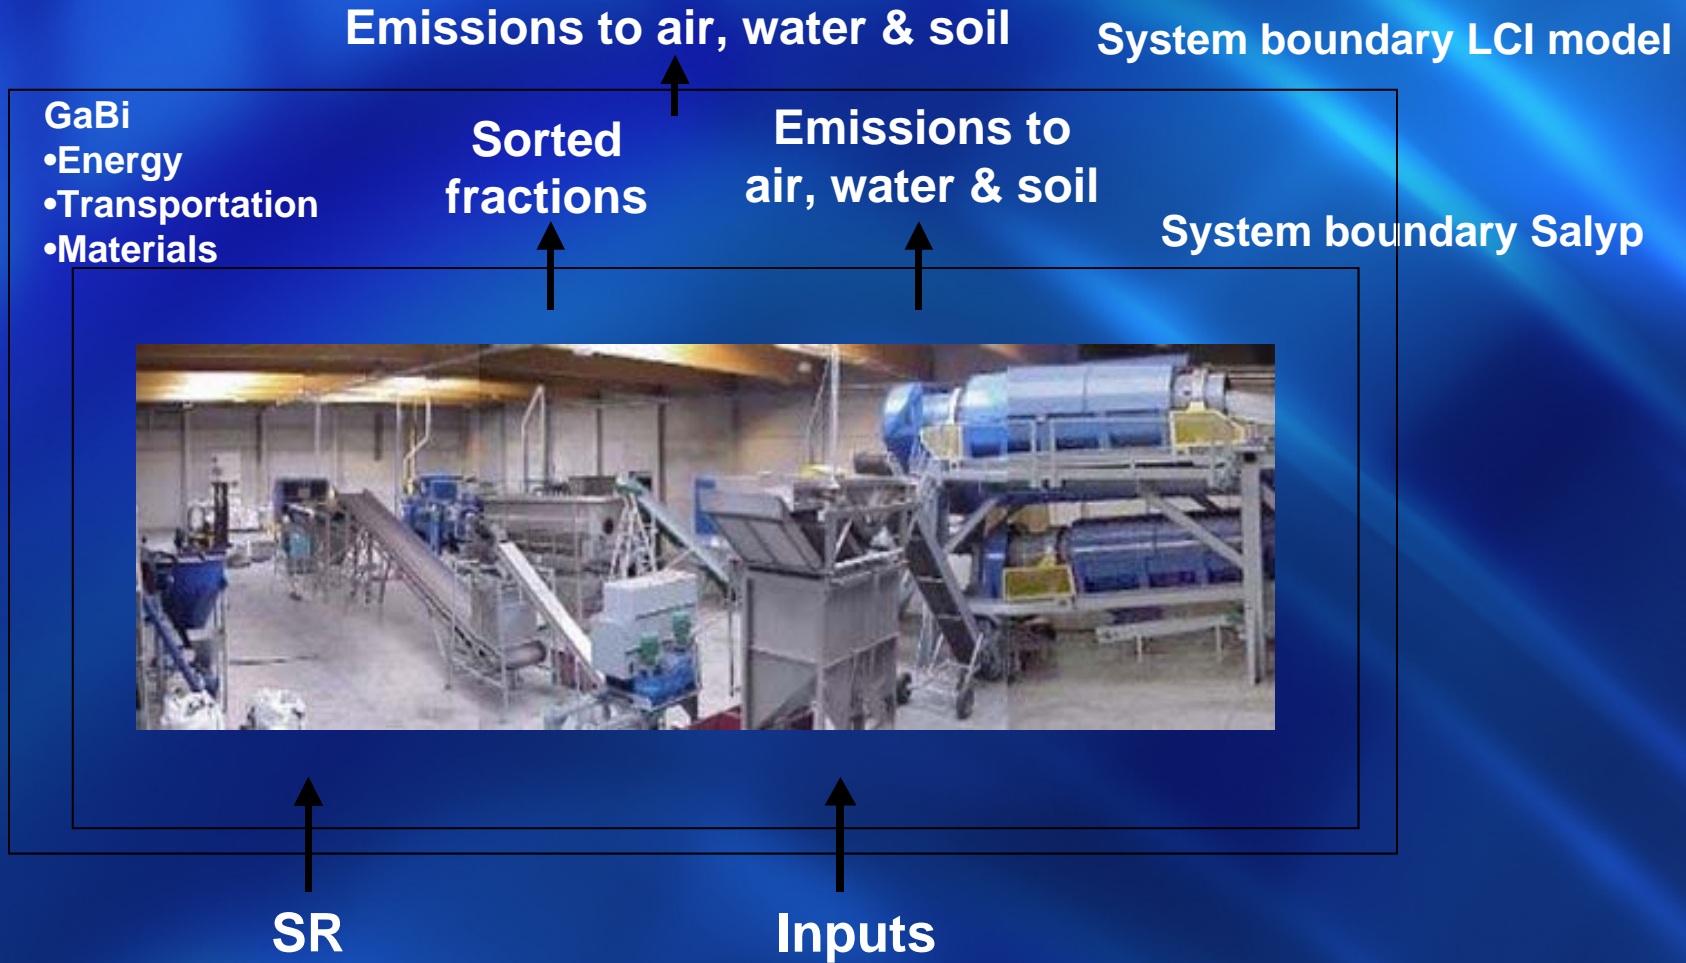 Emissions to air, water & soil
System boundary LCI model
GaBi
•Energy
•Transportation
•Materials
Sorted
fractions
Emissions to
air, water & soil
System boundary Salyp
SR
Inputs